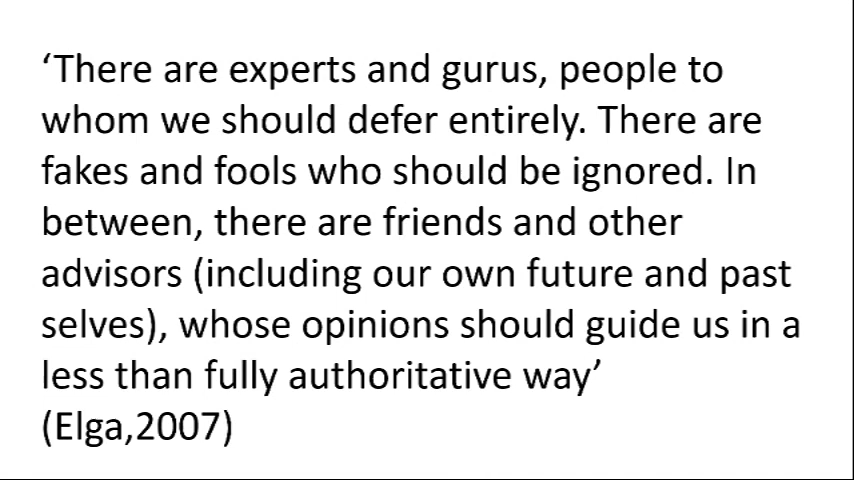 ‘There are experts and gurus, people to
whom we should defer entirely. There are
fakes and fools who should be ignored. In
between, there are friends and other
advisors (including our own future and past
selves), whose opinions should guide us in a
less than fully authoritative way’
(Elga,2007)